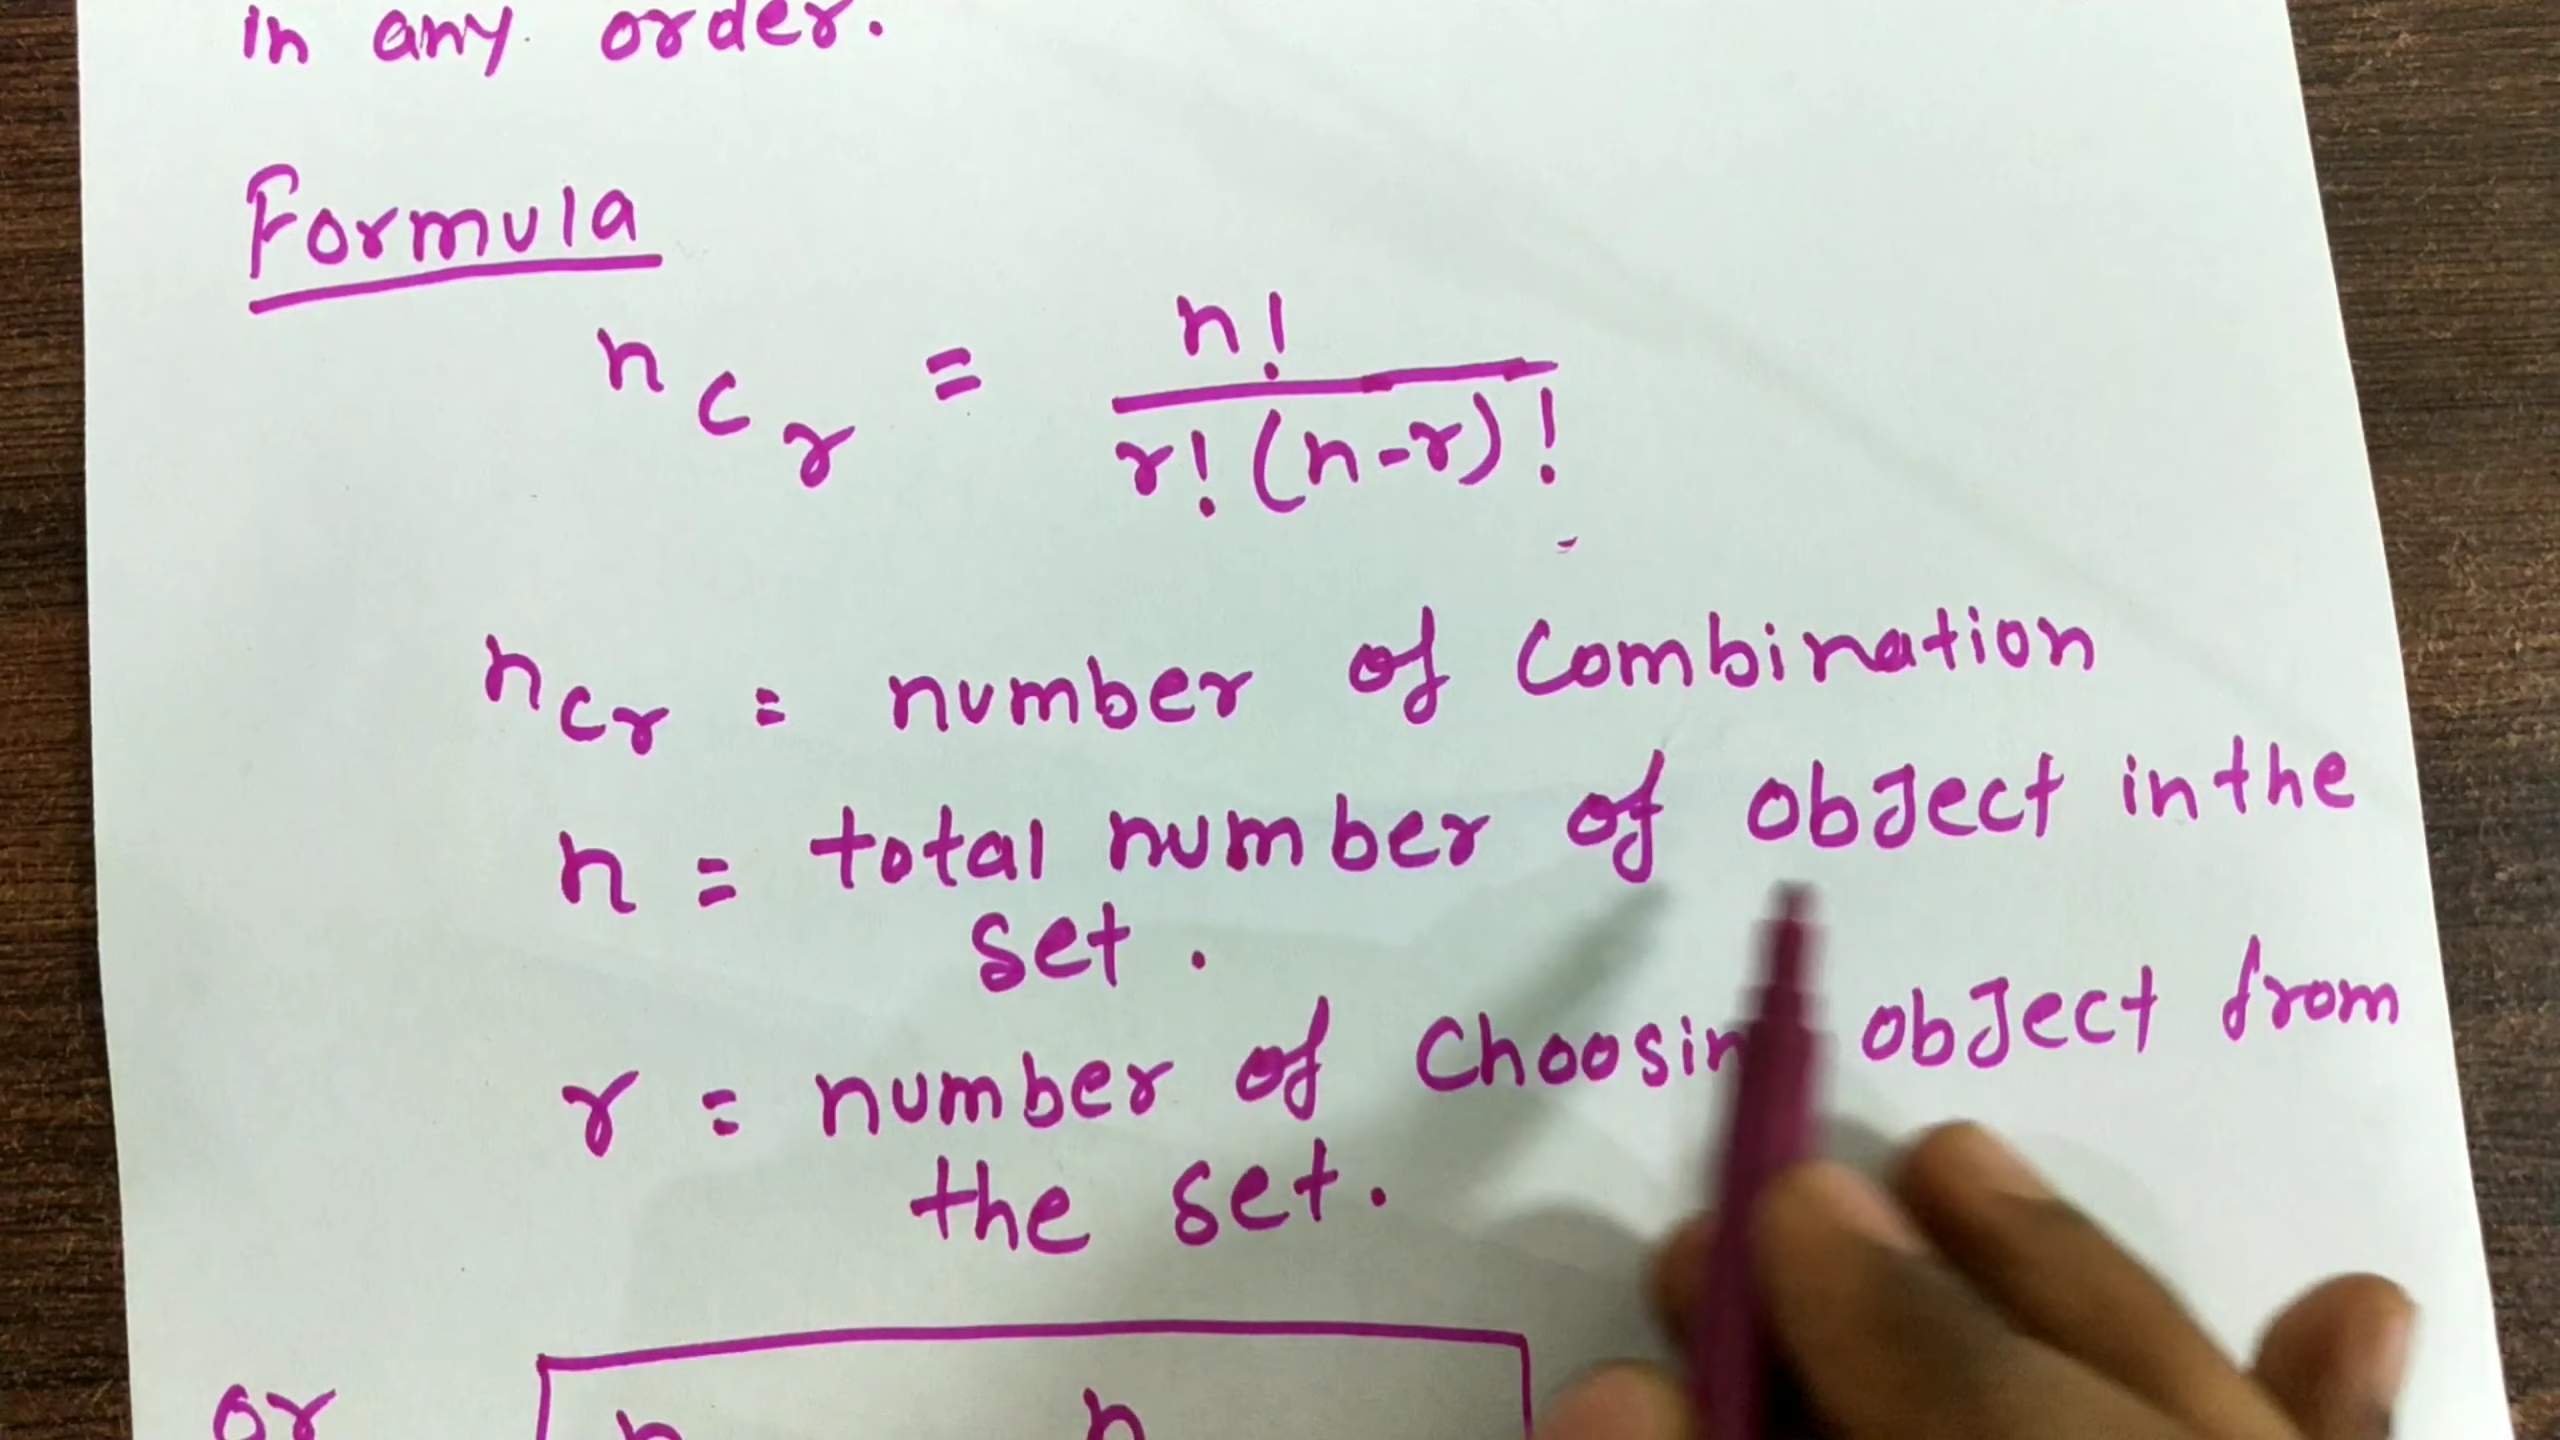 in any order.
Formula
nCr = n! / r!(n-r)!
nCr = number of combination
n = total number of object in the
set.
r = number of choosing object from
the set.
or n n